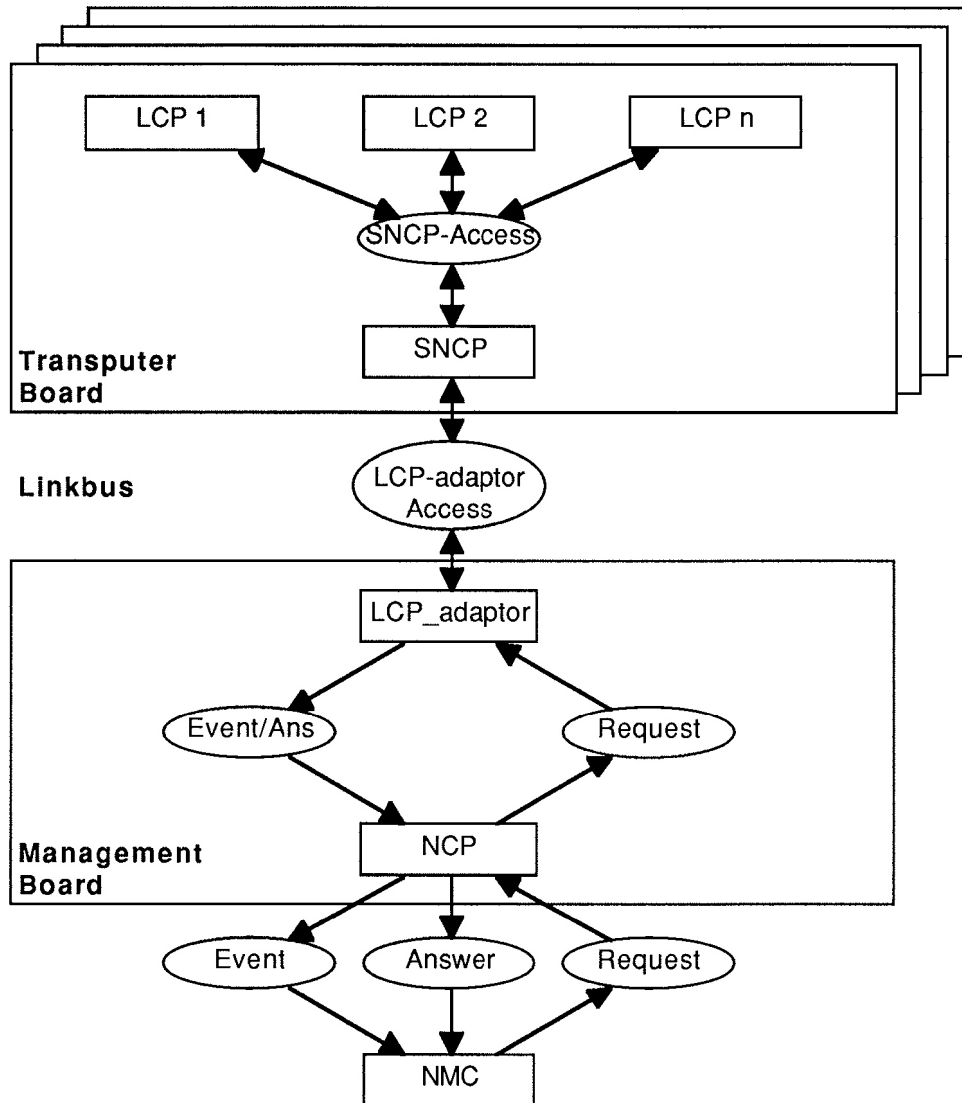 LCP 1
LCP 2
LCP n
SNCP-Access
SNCP
Transputer
Board
LCP-adaptor
Access
Linkbus
LCP_adaptor
Event/Ans
Request
NCP
Management
Board
Event
Answer
Request
NMC